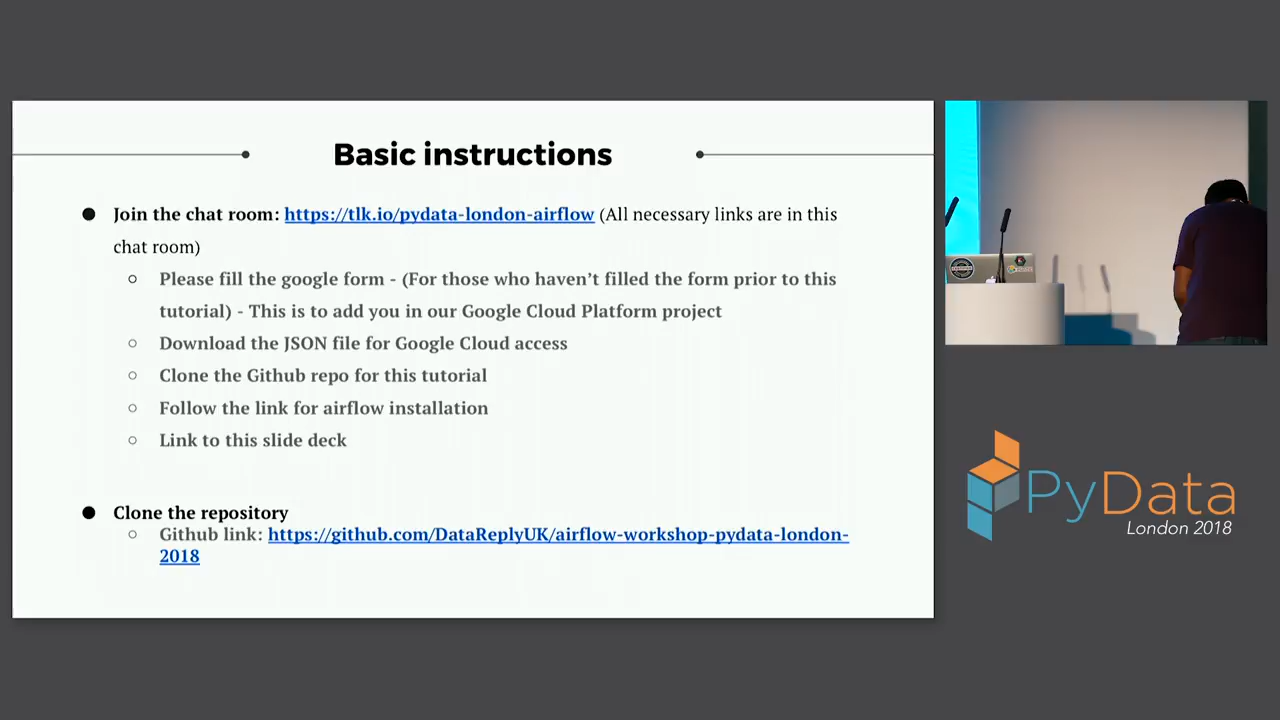 Basic instructions
● Join the chat room: https://tlk.io/pydata-london-airflow (All necessary links are in this
chat room)
○ Please fill the google form - (For those who haven't filled the form prior to this
tutorial) - This is to add you in our Google Cloud Platform project
○ Download the JSON file for Google Cloud access
○ Clone the Github repo for this tutorial
○ Follow the link for airflow installation
○ Link to this slide deck
● Clone the repository
○ Github link: https://github.com/DataReplyUK/airflow-workshop-pydata-london-
2018
PyData
London 2018